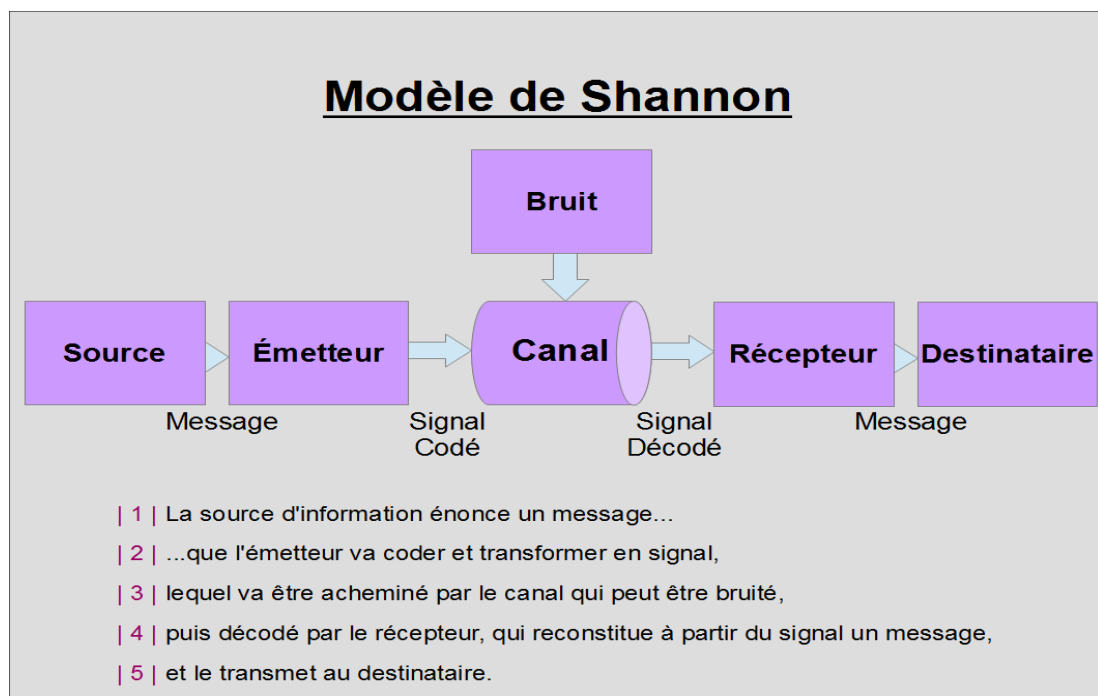 Modèle de Shannon
Bruit
Source
Émetteur
Canal
Récepteur
Destinataire
Message
Signal
Codé
Signal
Décodé
Message
| 1 | La source d'information énonce un message...
| 2 | ...que l'émetteur va coder et transformer en signal,
| 3 | lequel va être acheminé par le canal qui peut être bruité,
| 4 | puis décodé par le récepteur, qui reconstitue à partir du signal un message,
| 5 | et le transmet au destinataire.